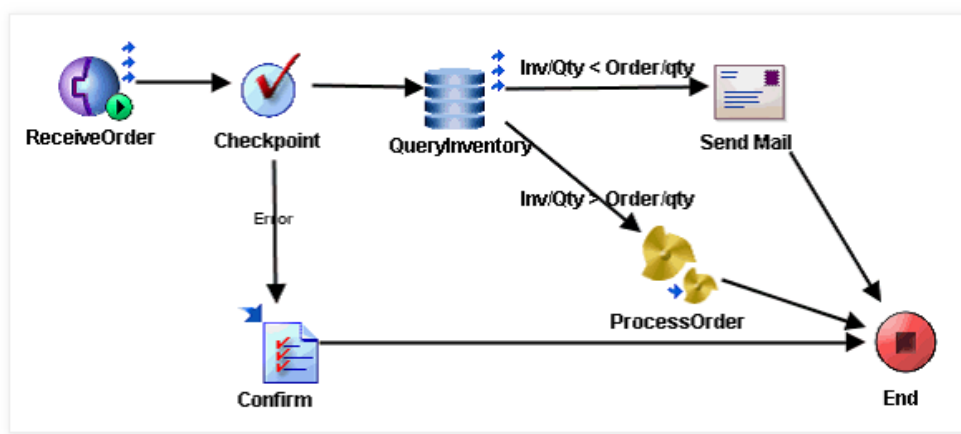 Inv/Qty < Order/qty
ReceiveOrder
Checkpoint
QueryInventory
Send Mail
Inv/Qty > Order/qty
Error
ProcessOrder
Confirm
End